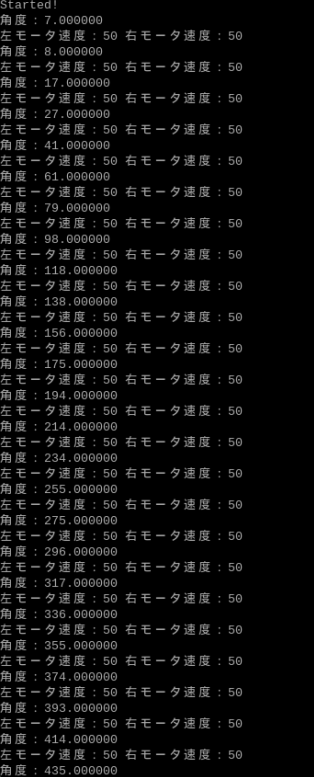 Started!
角度：7.000000
左モータ速度：50 右モータ速度：50
角度：8.000000
左モータ速度：50 右モータ速度：50
角度：17.000000
左モータ速度：50 右モータ速度：50
角度：27.000000
左モータ速度：50 右モータ速度：50
角度：41.000000
左モータ速度：50 右モータ速度：50
角度：61.000000
左モータ速度：50 右モータ速度：50
角度：79.000000
左モータ速度：50 右モータ速度：50
角度：98.000000
左モータ速度：50 右モータ速度：50
角度：118.000000
左モータ速度：50 右モータ速度：50
角度：138.000000
左モータ速度：50 右モータ速度：50
角度：156.000000
左モータ速度：50 右モータ速度：50
角度：175.000000
左モータ速度：50 右モータ速度：50
角度：194.000000
左モータ速度：50 右モータ速度：50
角度：214.000000
左モータ速度：50 右モータ速度：50
角度：234.000000
左モータ速度：50 右モータ速度：50
角度：255.000000
左モータ速度：50 右モータ速度：50
角度：275.000000
左モータ速度：50 右モータ速度：50
角度：296.000000
左モータ速度：50 右モータ速度：50
角度：317.000000
左モータ速度：50 右モータ速度：50
角度：336.000000
左モータ速度：50 右モータ速度：50
角度：355.000000
左モータ速度：50 右モータ速度：50
角度：374.000000
左モータ速度：50 右モータ速度：50
角度：393.000000
左モータ速度：50 右モータ速度：50
角度：414.000000
左モータ速度：50 右モータ速度：50
角度：435.000000